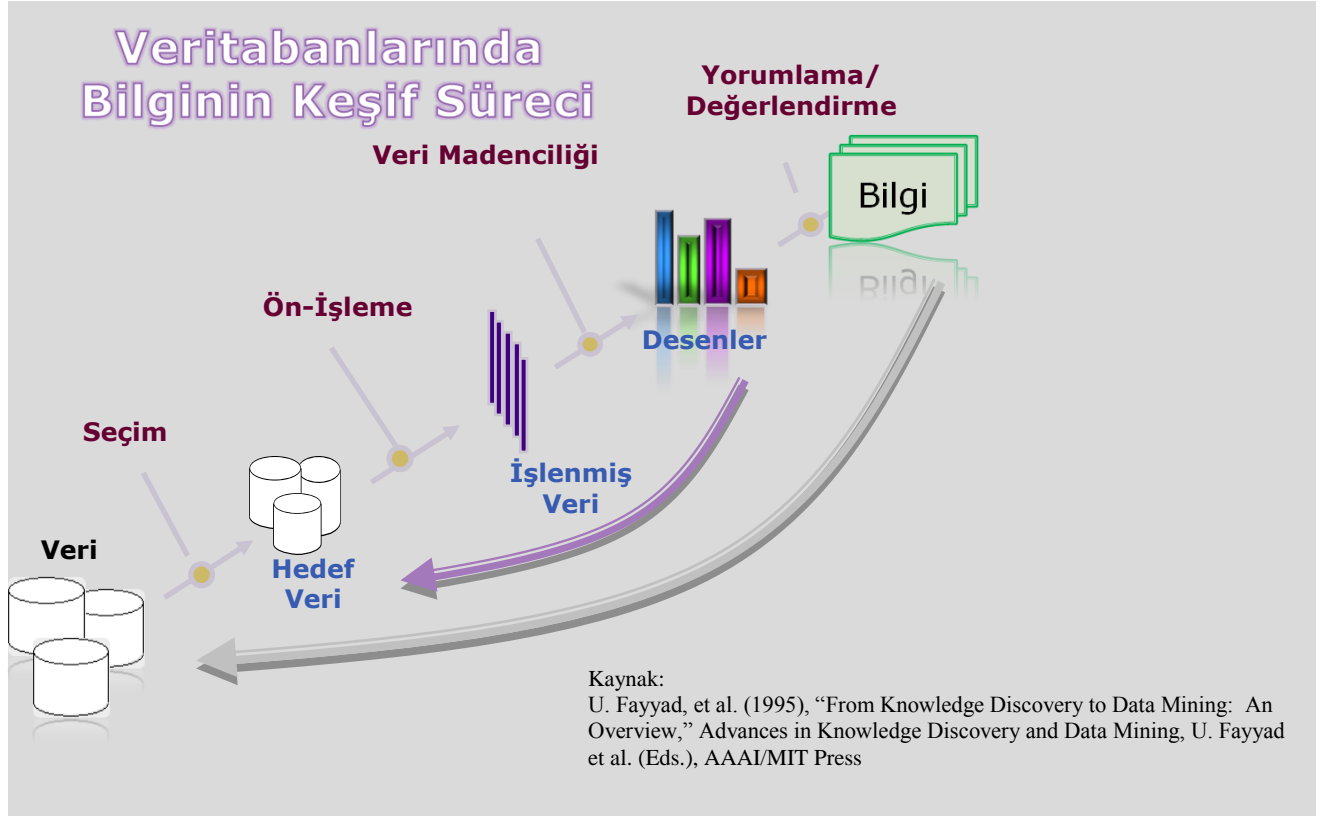 Veritabanlarında
Bilginin Keşif Süreci
Yorumlama/
Değerlendirme
Veri Madenciliği
Bilgi
Ön-İşleme
Desenler
Seçim
İşlenmiş
Veri
Veri
Hedef
Veri
Kaynak:
U. Fayyad, et al. (1995), “From Knowledge Discovery to Data Mining: An
Overview,” Advances in Knowledge Discovery and Data Mining, U. Fayyad
et al. (Eds.), AAAI/MIT Press